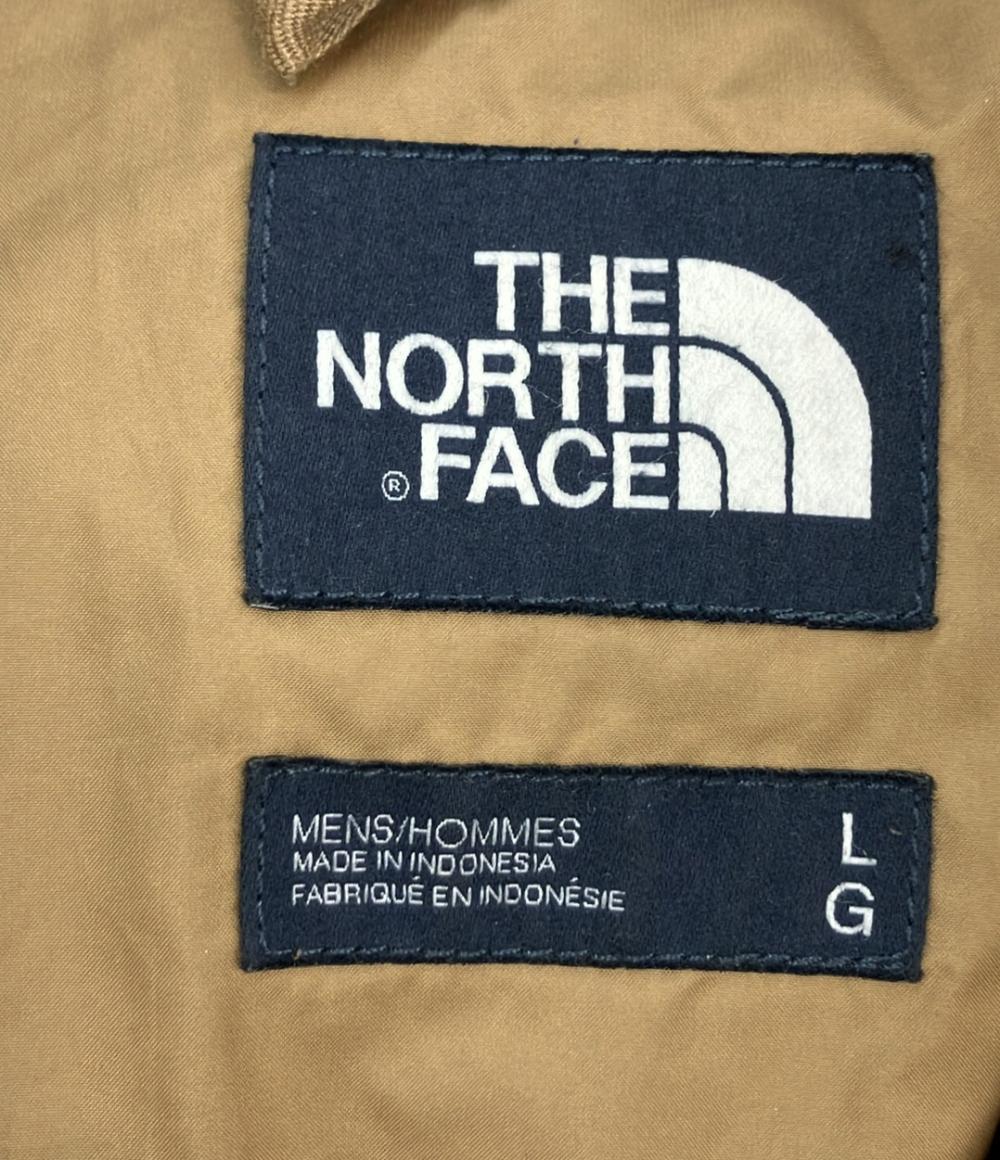 THE
NORTH
®FACE
MENS/HOMMES
MADE IN INDONESIA
FABRIQUÉ EN INDONÉSIE
L
G